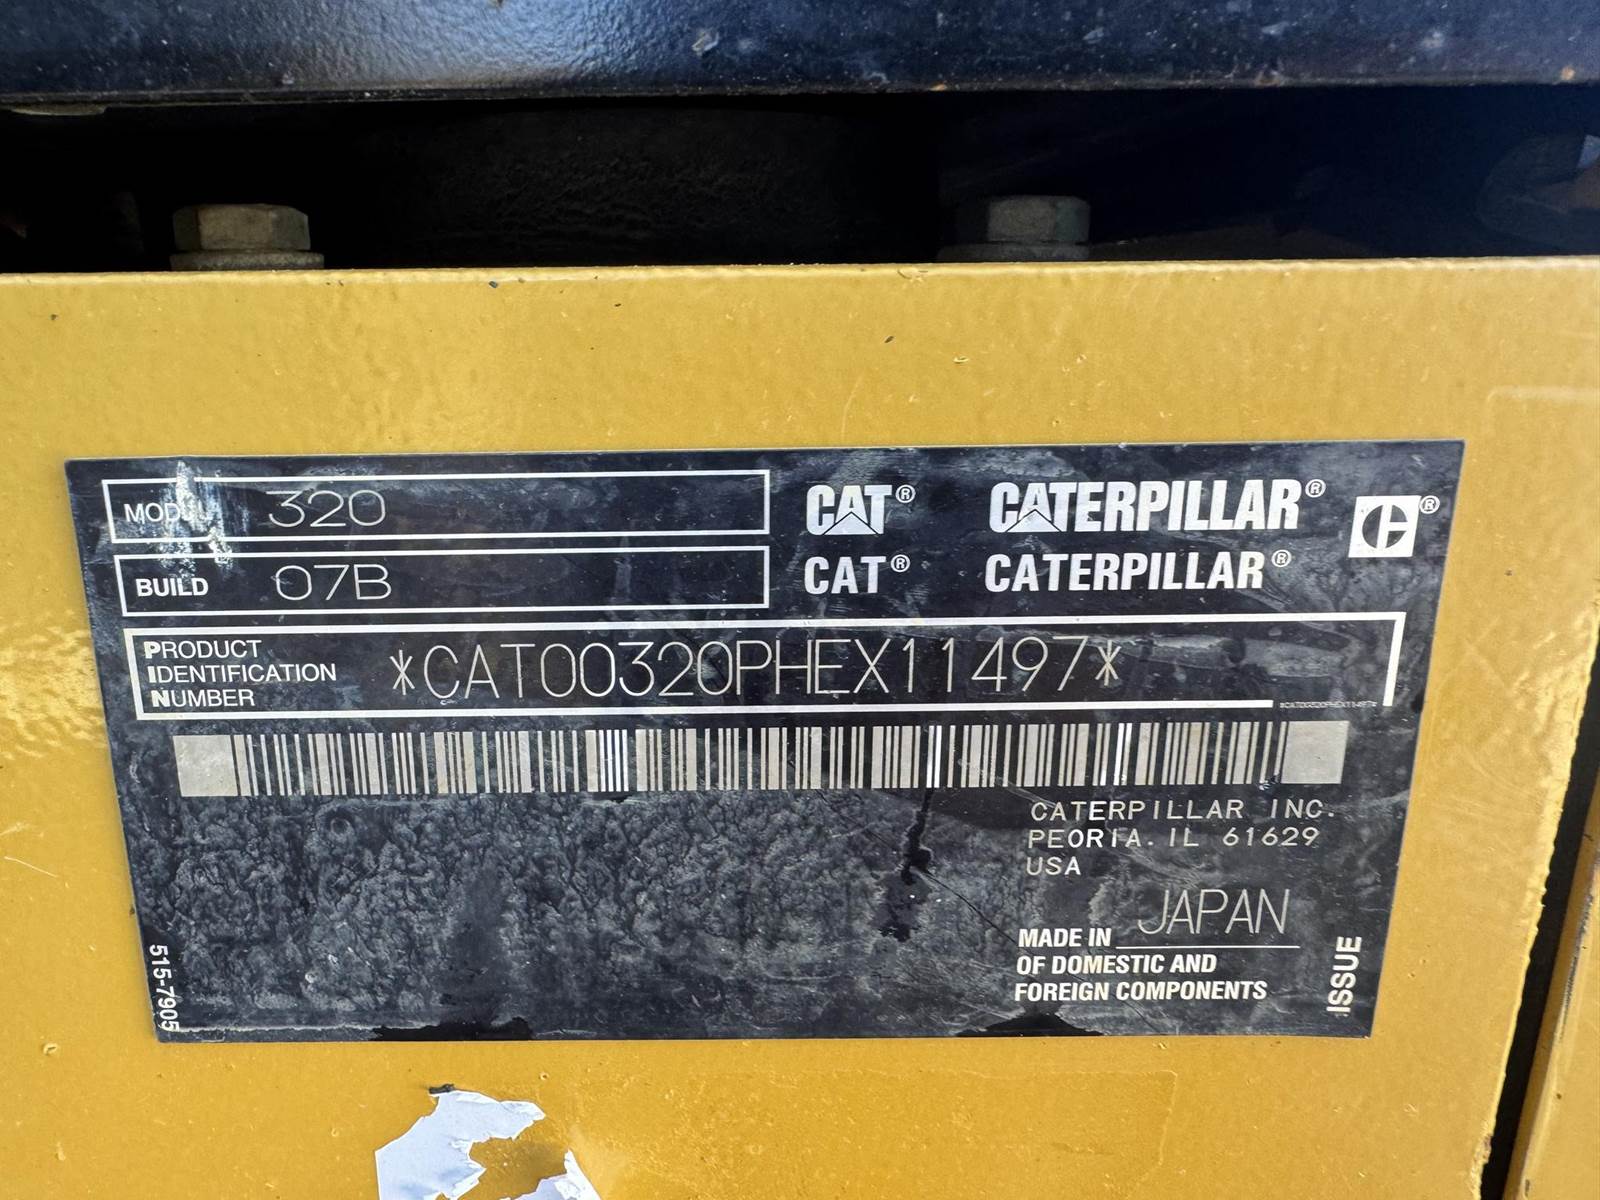 MODEL 320
CAT® CATERPILLAR® ®
BUILD 07B
CAT® CATERPILLAR®
PRODUCT
IDENTIFICATION
NUMBER
*CAT00320PHEX11497*
*CAT00320PHEX11497*
CATERPILLAR INC.
PEORIA. IL 61629
USA
MADE IN JAPAN
OF DOMESTIC AND
FOREIGN COMPONENTS
515-7905
ISSUE